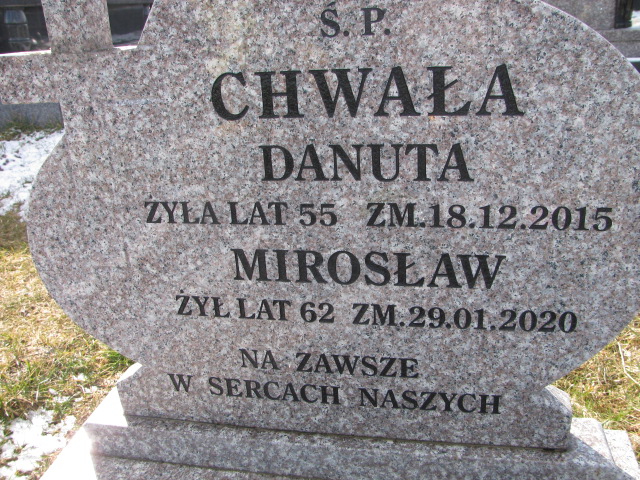 Ś. P.
CHWAŁA
DANUTA
ŻYŁA LAT 55 ZM.18.12.2015
MIROSŁAW
ŻYŁ LAT 62 ZM.29.01.2020
NA ZAWSZE
W SERCACH NASZYCH